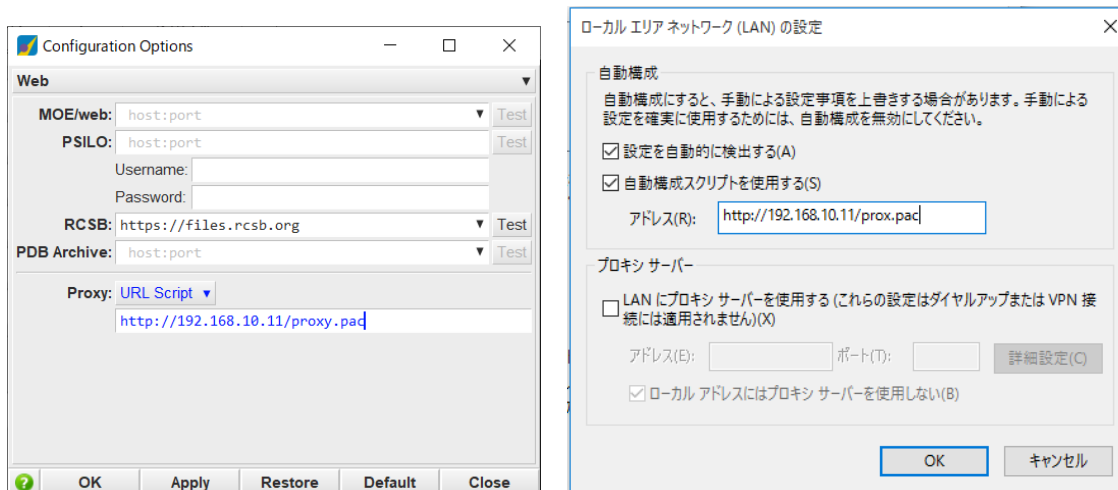 Configuration Options
Web
MOE/web: host:port Test
PSILO: host:port Test
Username:
Password:
RCSB: https://files.rcsb.org Test
PDB Archive: host:port Test
Proxy: URL Script
http://192.168.10.11/proxy.pac
? OK Apply Restore Default Close
ローカル エリア ネットワーク (LAN) の設定
自動構成
自動構成にすると、手動による設定事項を上書きする場合があります。手動による
設定を確実に使用するためには、自動構成を無効にしてください。
設定を自動的に検出する(A)
自動構成スクリプトを使用する(S)
アドレス(R): http://192.168.10.11/prox.pac
プロキシ サーバー
LAN にプロキシ サーバーを使用する (これらの設定はダイヤルアップまたは VPN 接
続には適用されません)(X)
アドレス(E): ポート(T): 詳細設定(C)
ローカル アドレスにはプロキシ サーバーを使用しない(B)
OK キャンセル